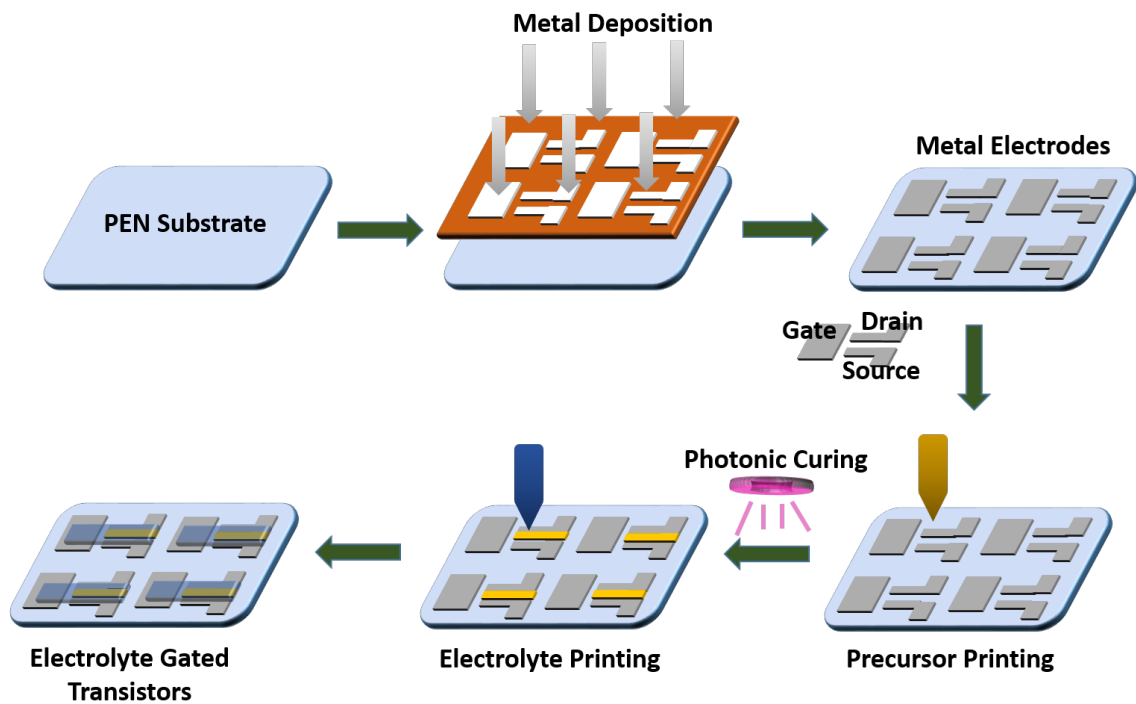 Metal Deposition
PEN Substrate
Metal Electrodes
Gate
Drain
Source
Photonic Curing
Electrolyte Gated
Transistors
Electrolyte Printing
Precursor Printing